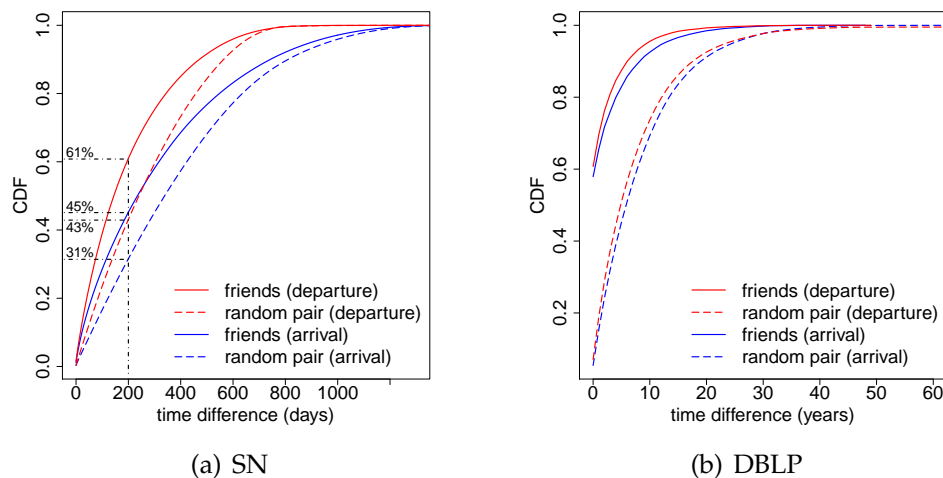 CDF
0.0
0.2
0.4
0.6
0.8
1.0
61%
45%
43%
31%
friends (departure)
random pair (departure)
friends (arrival)
random pair (arrival)
0 200 400 600 800 1000
time difference (days)
(a) SN
CDF
0.2
0.4
0.6
0.8
1.0
friends (departure)
random pair (departure)
friends (arrival)
random pair (arrival)
0 10 20 30 40 50 60
time difference (years)
(b) DBLP